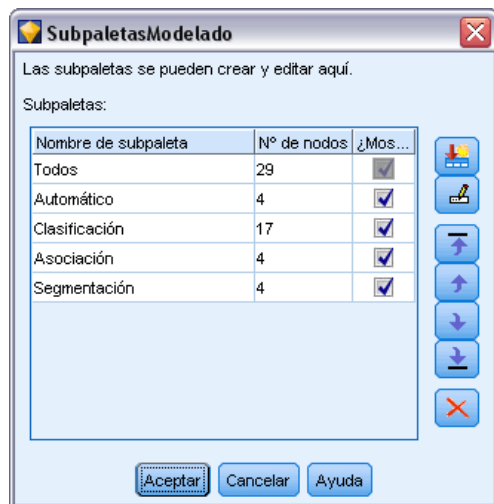 SubpaletasModelado
Las subpaletas se pueden crear y editar aquí.
Subpaletas:
Nombre de subpaleta Nº de nodos ¿Mos...
Todos 29
Automático 4
Clasificación 17
Asociación 4
Segmentación 4
Aceptar Cancelar Ayuda